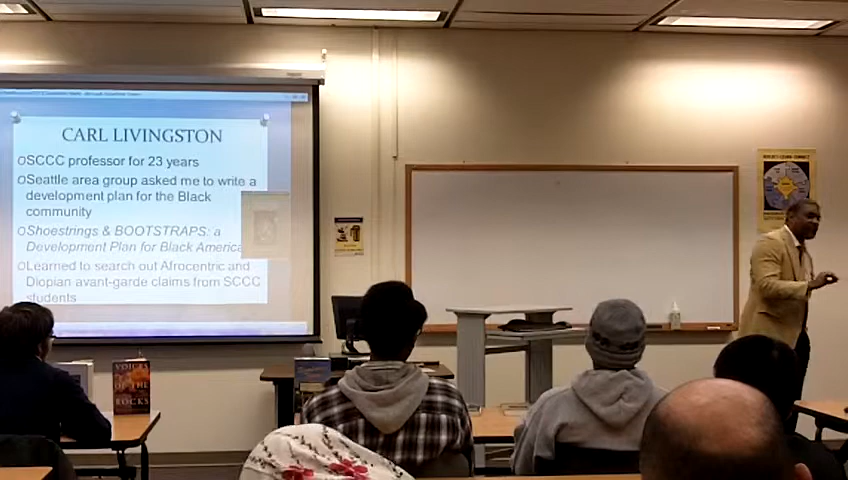 CARL LIVINGSTON
SCCC professor for 23 years
Seattle area group asked me to write a
development plan for the Black
community
Shoestrings & BOOTSTRAPS: a
Development Plan for Black America
Learned to search out Afrocentric and
Diopian avant-garde claims from SCCC
students
VOICES
OF THE
ROCKS